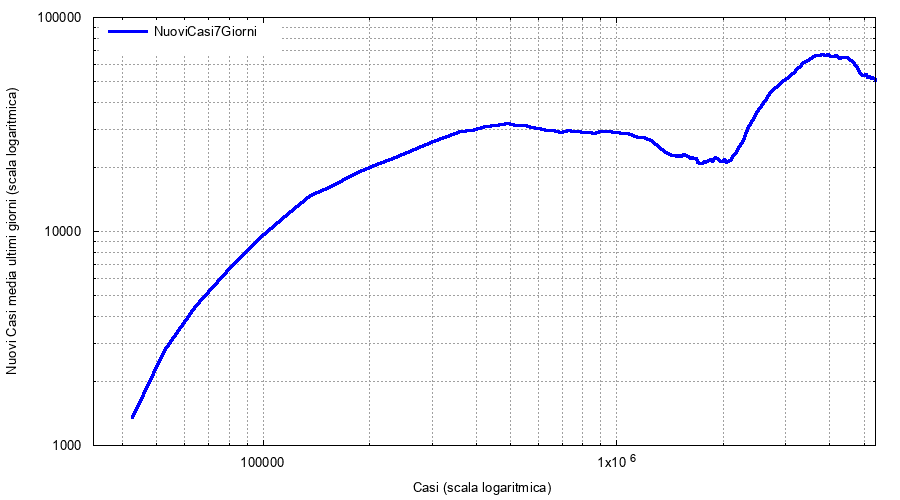 100000
NuoviCasi7Giorni
10000
1000
Nuovi Casi media ultimi giorni (scala logaritmica)
100000
1x10 6
Casi (scala logaritmica)